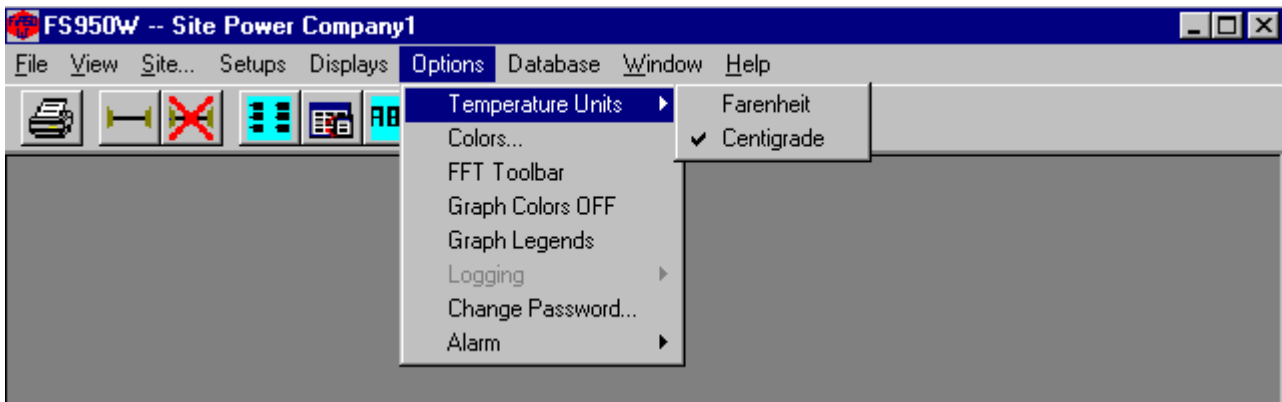 FS950W -- Site Power Company1
File View Site... Setups Displays Options Database Window Help
Temperature Units
Farenheit
Colors...
Centigrade
FFT Toolbar
Graph Colors OFF
Graph Legends
Logging
Change Password...
Alarm